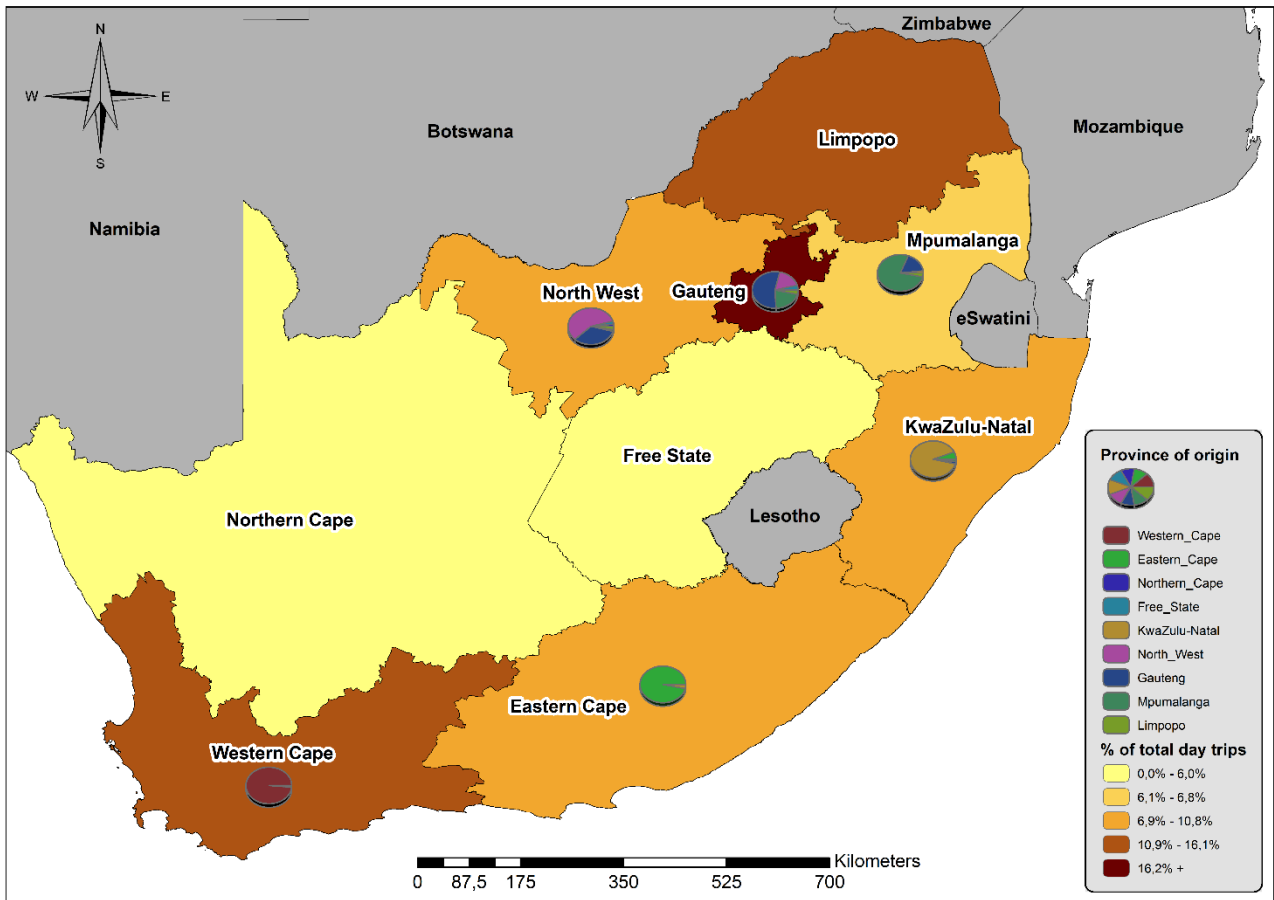 N
W E
S
Zimbabwe
Mozambique
Botswana
Limpopo
Namibia
Mpumalanga
North West
Gauteng
eSwatini
KwaZulu-Natal
Free State
Lesotho
Northern Cape
Eastern Cape
Western Cape
Kilometers
0 87,5 175 350 525 700
Province of origin
Western_Cape
Eastern_Cape
Northern_Cape
Free_State
KwaZulu-Natal
North_West
Gauteng
Mpumalanga
Limpopo
% of total day trips
0,0% - 6,0%
6,1% - 6,8%
6,9% - 10,8%
10,9% - 16,1%
16,2% +